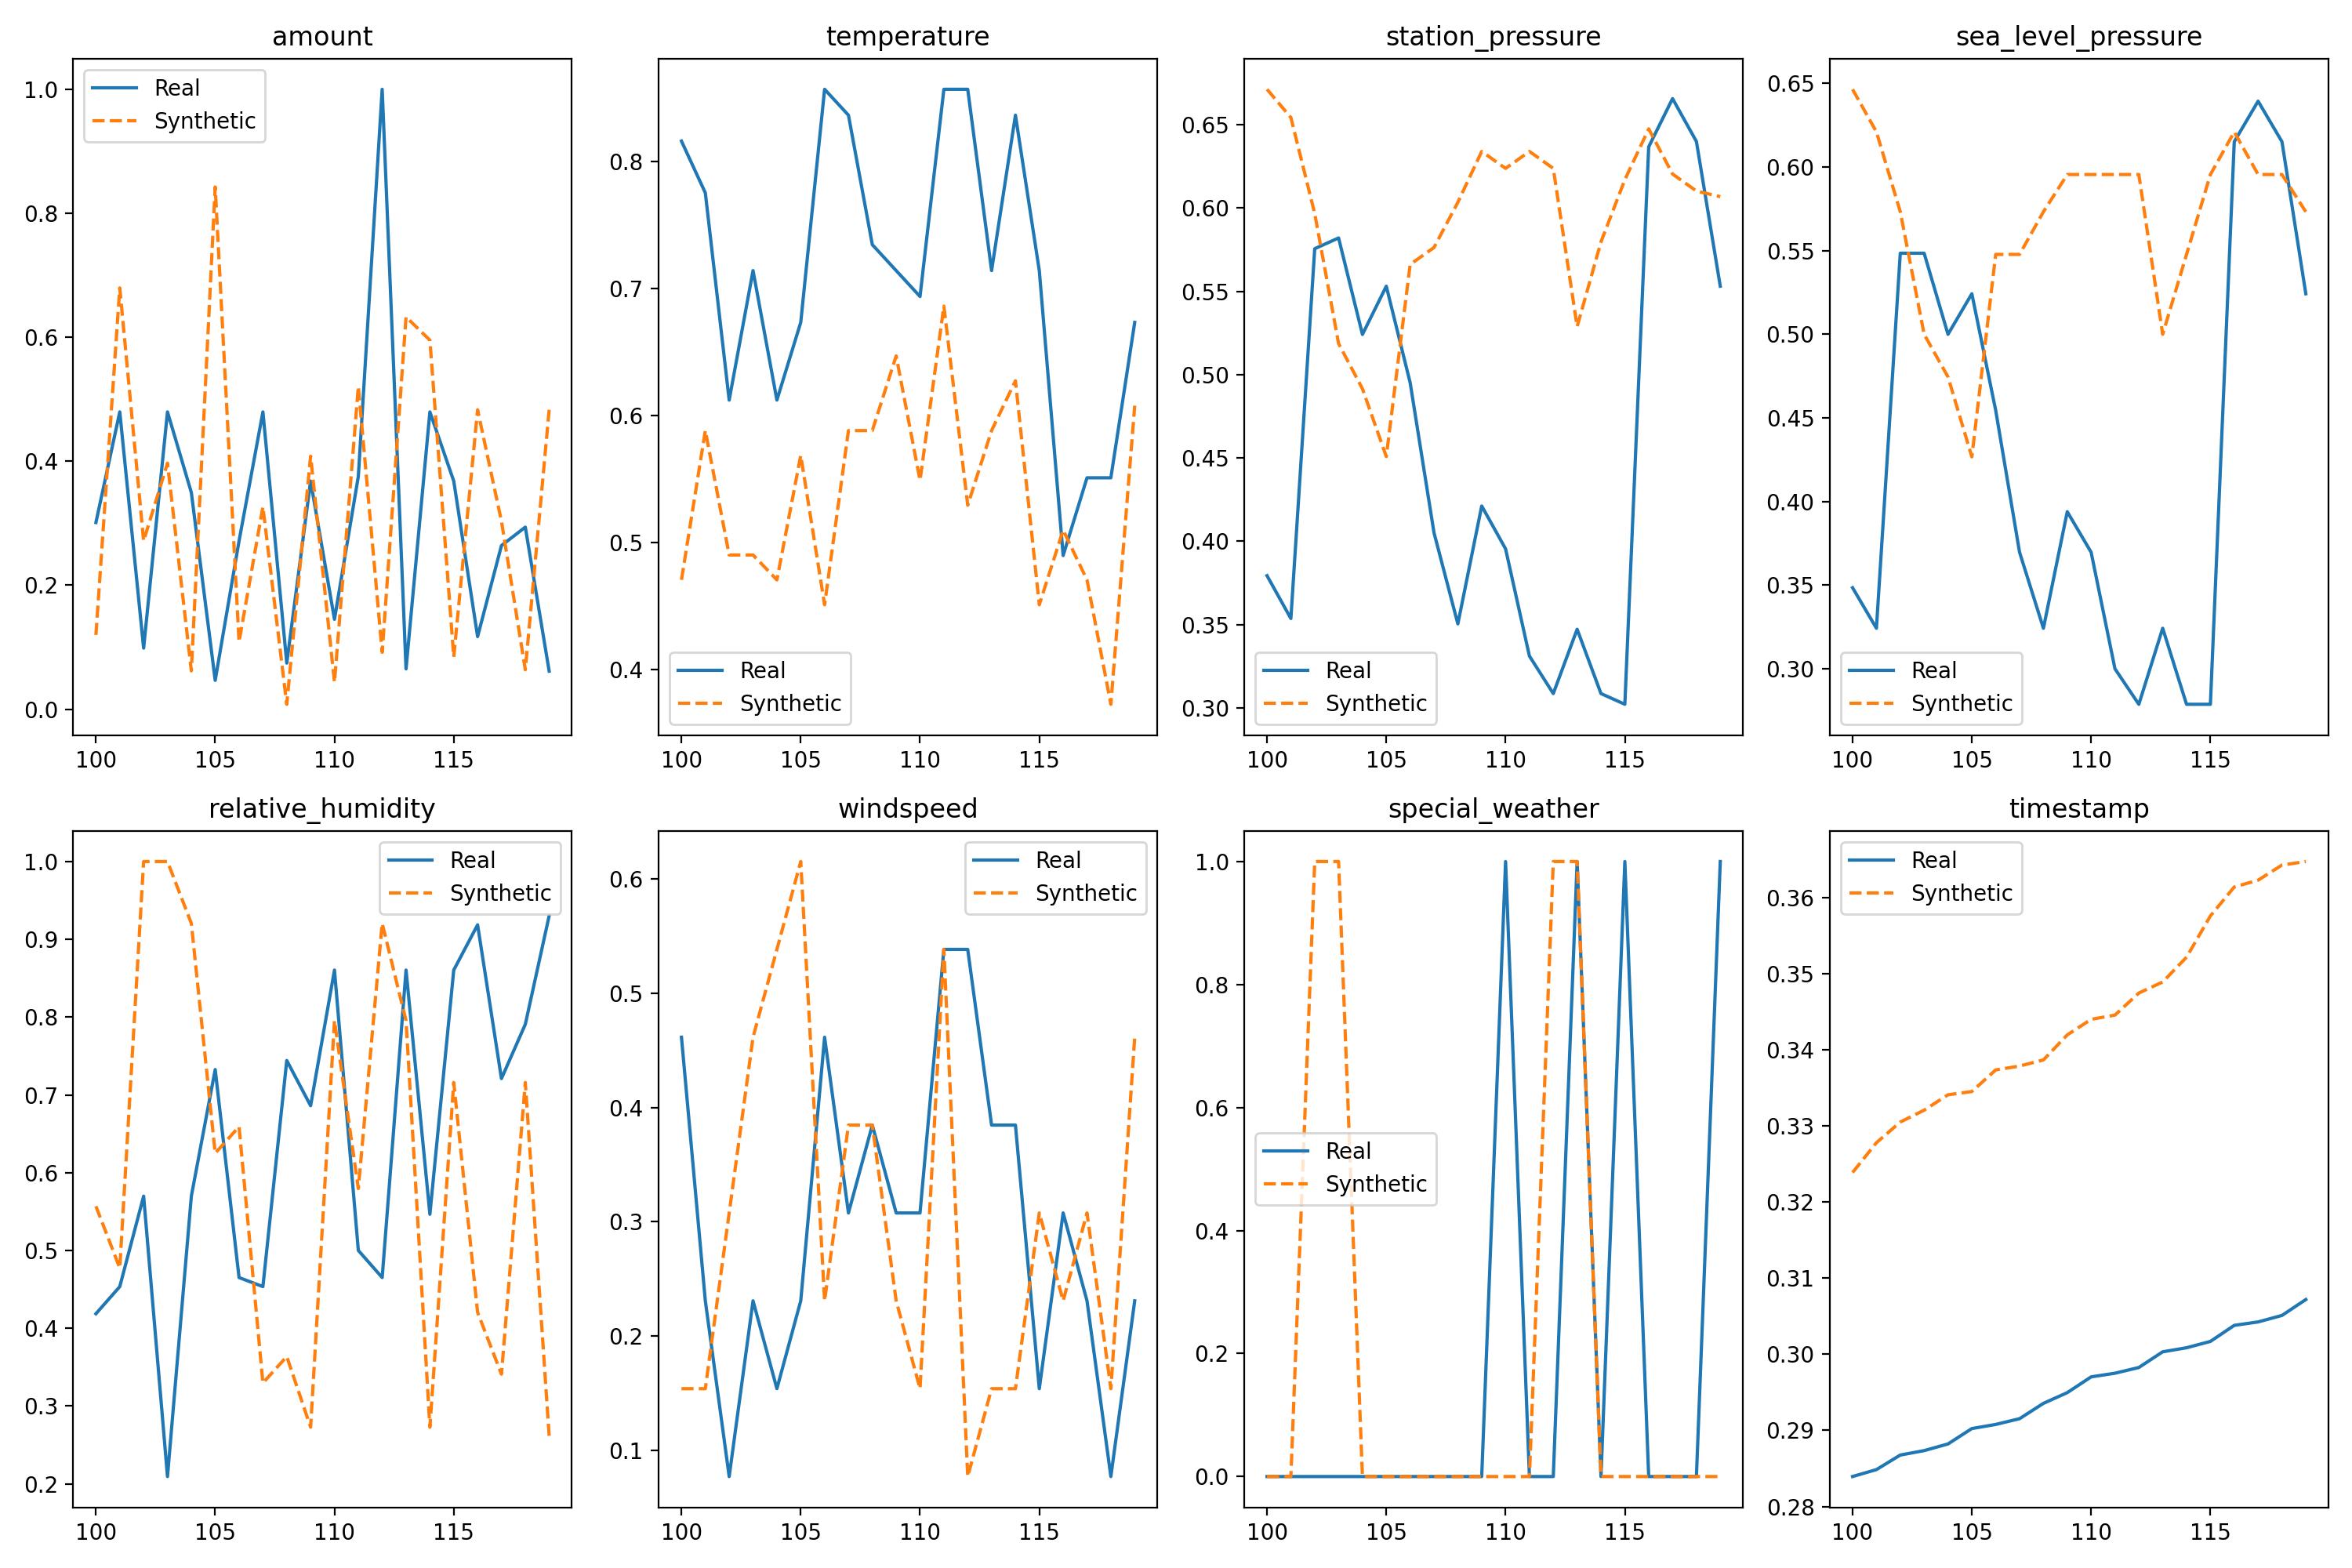 amount
1.0
0.8
0.6
0.4
0.2
0.0
Real
Synthetic
100 105 110 115
temperature
0.8
0.7
0.6
0.5
0.4
Real
Synthetic
100 105 110 115
station_pressure
0.65
0.60
0.55
0.50
0.45
0.40
0.35
0.30
Real
Synthetic
100 105 110 115
sea_level_pressure
0.65
0.60
0.55
0.50
0.45
0.40
0.35
0.30
Real
Synthetic
100 105 110 115
relative_humidity
1.0
0.9
0.8
0.7
0.6
0.5
0.4
0.3
0.2
Real
Synthetic
100 105 110 115
windspeed
0.6
0.5
0.4
0.3
0.2
0.1
Real
Synthetic
100 105 110 115
special_weather
1.0
0.8
0.6
0.4
0.2
0.0
Real
Synthetic
100 105 110 115
timestamp
0.36
0.35
0.34
0.33
0.32
0.31
0.30
0.29
0.28
Real
Synthetic
100 105 110 115